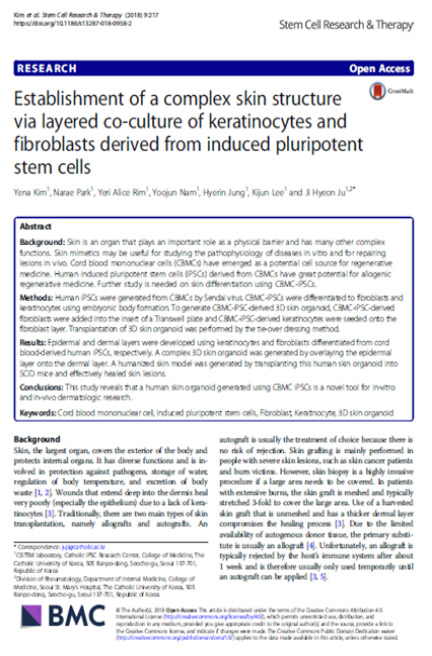 Kim et al. Stem Cell Research & Therapy (2018) 9:217
https://doi.org/10.1186/s13287-018-0958-2
Stem Cell Research & Therapy
RESEARCH
Open Access
CrossMark
Establishment of a complex skin structure
via layered co-culture of keratinocytes and
fibroblasts derived from induced pluripotent
stem cells
Yena Kim1, Narae Park1, Yeri Alice Rim1, Yoojun Nam1, Hyerin Jung1, Kijun Lee1 and Ji Hyeon Ju1,2*
Abstract
Background: Skin is an organ that plays an important role as a physical barrier and has many other complex
functions. Skin mimetics may be useful for studying the pathophysiology of diseases in vitro and for repairing
lesions in vivo. Cord blood mononuclear cells (CBMCs) have emerged as a potential cell source for regenerative
medicine. Human induced pluripotent stem cells (iPSCs) derived from CBMCs have great potential for allogenic
regenerative medicine. Further study is needed on skin differentiation using CBMC-iPSCs.
Methods: Human iPSCs were generated from CBMCs by Sendai virus. CBMC-iPSCs were differentiated to fibroblasts and
keratinocytes using embryonic body formation. To generate CBMC-iPSC-derived 3D skin organoid, CBMC-iPSC-derived
fibroblasts were added into the insert of a Transwell plate and CBMC-iPSC-derived keratinocytes were seeded onto the
fibroblast layer. Transplantation of 3D skin organoid was performed by the tie-over dressing method.
Results: Epidermal and dermal layers were developed using keratinocytes and fibroblasts differentiated from cord
blood-derived human iPSCs, respectively. A complex 3D skin organoid was generated by overlaying the epidermal
layer onto the dermal layer. A humanized skin model was generated by transplanting this human skin organoid into
SCID mice and effectively healed skin lesions.
Conclusions: This study reveals that a human skin organoid generated using CBMC iPSCs is a novel tool for in-vitro
and in-vivo dermatologic research.
Keywords: Cord blood mononuclear cell, Induced pluripotent stem cells, Fibroblast, Keratinocyte, 3D skin organoid
Background
Skin, the largest organ, covers the exterior of the body and
protects internal organs. It has diverse functions and is in-
volved in protection against pathogens, storage of water,
regulation of body temperature, and excretion of body
waste [1, 2]. Wounds that extend deep into the dermis heal
very poorly (especially the epithelium) due to a lack of kera-
tinocytes [3]. Traditionally, there are two main types of skin
transplantation, namely allografts and autografts. An
autograft is usually the treatment of choice because there is
no risk of rejection. Skin grafting is mainly performed in
people with severe skin lesions, such as skin cancer patients
and burn victims. However, skin biopsy is a highly invasive
procedure if a large area needs to be covered. In patients
with extensive burns, the skin graft is meshed and typically
stretched 3-fold to cover the large area. Use of a harvested
skin graft that is unmeshed and has a thicker dermal layer
compromises the healing process [3]. Due to the limited
availability of autogenous donor tissue, the primary substi-
tute is usually an allograft [4]. Unfortunately, an allograft is
typically rejected by the host's immune system after about
1 week and is therefore usually only used temporarily until
an autograft can be applied [3, 5].
* Correspondence: juji@catholic.ac.kr
1CiSTEM laboratory, Catholic iPSC Research Center, College of Medicine, The
Catholic University of Korea, 505 Banpo-dong, Seocho-gu, Seoul 137-701,
Republic of Korea
2Division of Rheumatology, Department of Internal Medicine, College of
Medicine, Seoul St. Mary's Hospital, The Catholic University of Korea, 505
Banpo-dong, Seocho-gu, Seoul 137-701, Republic of Korea
BMC
© The Author(s). 2018 Open Access This article is distributed under the terms of the Creative Commons Attribution 4.0
International License (http://creativecommons.org/licenses/by/4.0/), which permits unrestricted use, distribution, and
reproduction in any medium, provided you give appropriate credit to the original author(s) and the source, provide a link to
the Creative Commons license, and indicate if changes were made. The Creative Commons Public Domain Dedication waiver
(http://creativecommons.org/publicdomain/zero/1.0/) applies to the data made available in this article, unless otherwise stated.